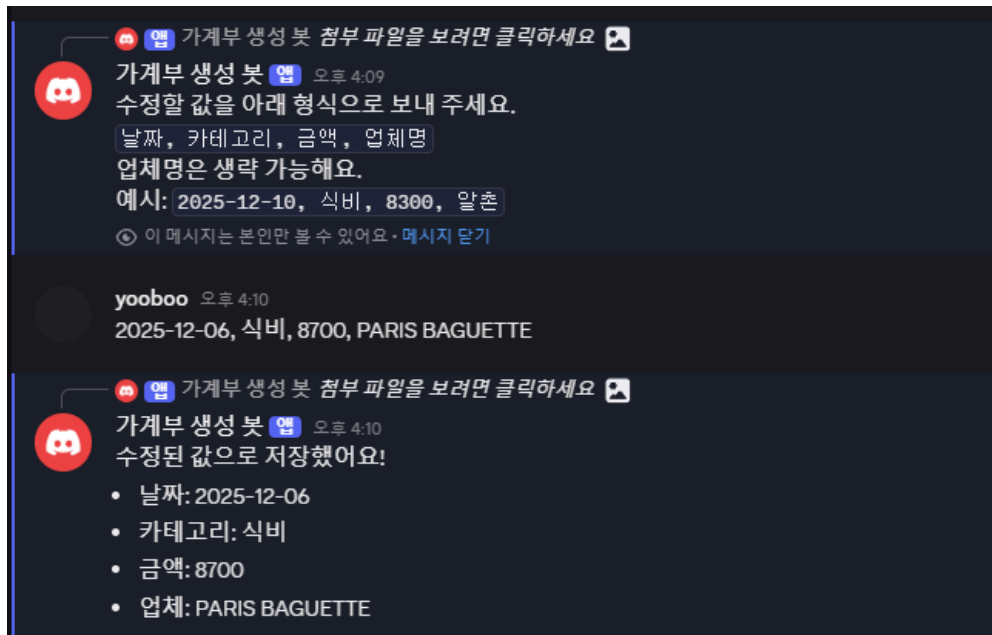 앱 가계부 생성 봇 첨부 파일을 보려면 클릭하세요
가계부 생성 봇 앱 오후 4:09
수정할 값을 아래 형식으로 보내 주세요.
날짜, 카테고리, 금액, 업체명
업체명은 생략 가능해요.
예시: 2025-12-10, 식비, 8300, 알촌
이 메시지는 본인만 볼 수 있어요 • 메시지 닫기
yooboo 오후 4:10
2025-12-06, 식비, 8700, PARIS BAGUETTE
앱 가계부 생성 봇 첨부 파일을 보려면 클릭하세요
가계부 생성 봇 앱 오후 4:10
수정된 값으로 저장했어요!
• 날짜: 2025-12-06
• 카테고리: 식비
• 금액: 8700
• 업체: PARIS BAGUETTE